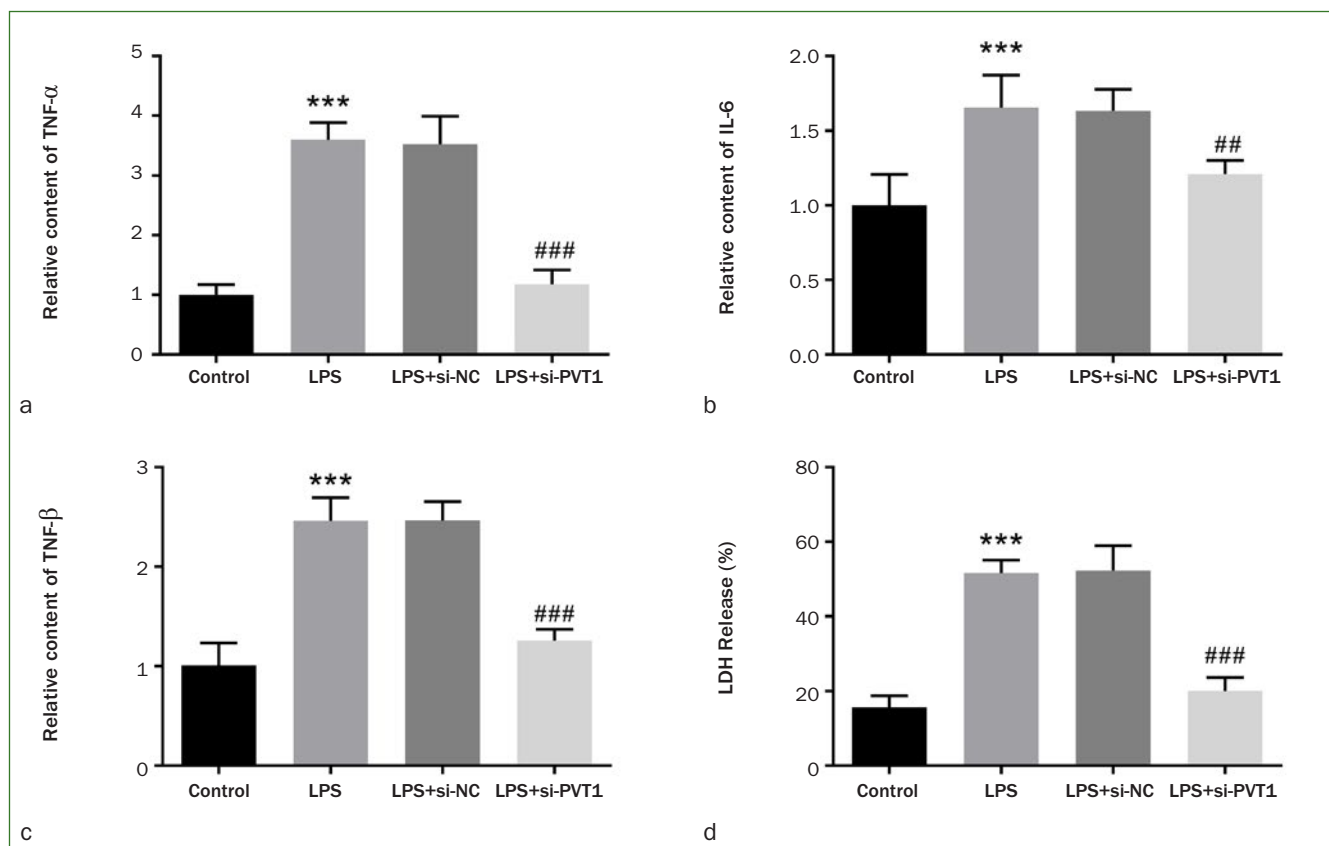 Relative content of TNF-α
5
4
3
2
1
0
***
###
Control LPS LPS+si-NC LPS+si-PVT1
a
Relative content of IL-6
2.0
1.5
1.0
0.5
0.0
***
##
Control LPS LPS+si-NC LPS+si-PVT1
b
Relative content of TNF-β
3
2
1
0
***
###
Control LPS LPS+si-NC LPS+si-PVT1
c
LDH Release (%)
80
60
40
20
0
***
###
Control LPS LPS+si-NC LPS+si-PVT1
d